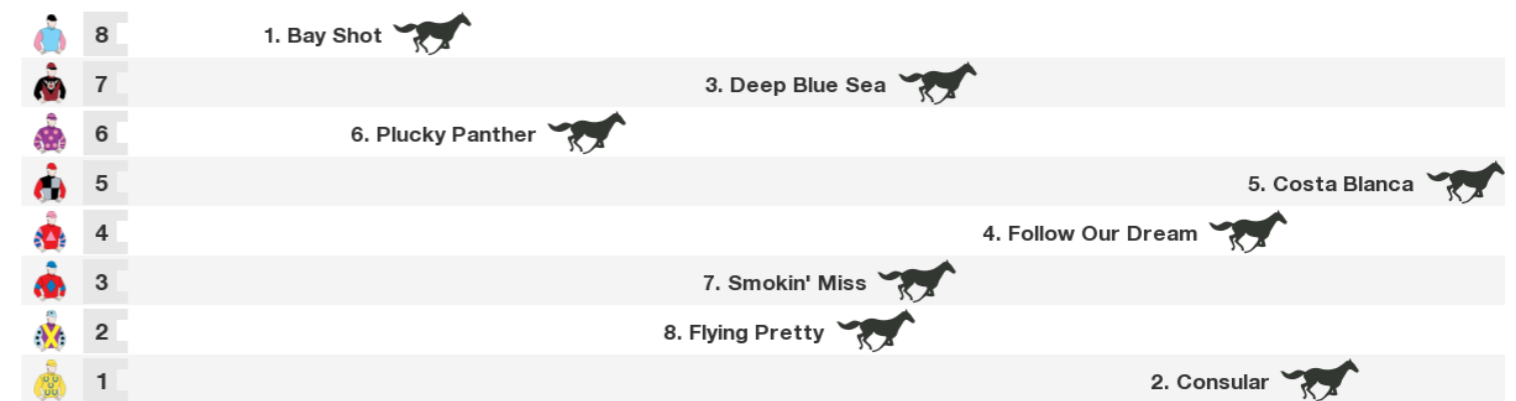 8 1. Bay Shot
7 3. Deep Blue Sea
6 6. Plucky Panther
5 5. Costa Blanca
4 4. Follow Our Dream
3 7. Smokin' Miss
2 8. Flying Pretty
1 2. Consular